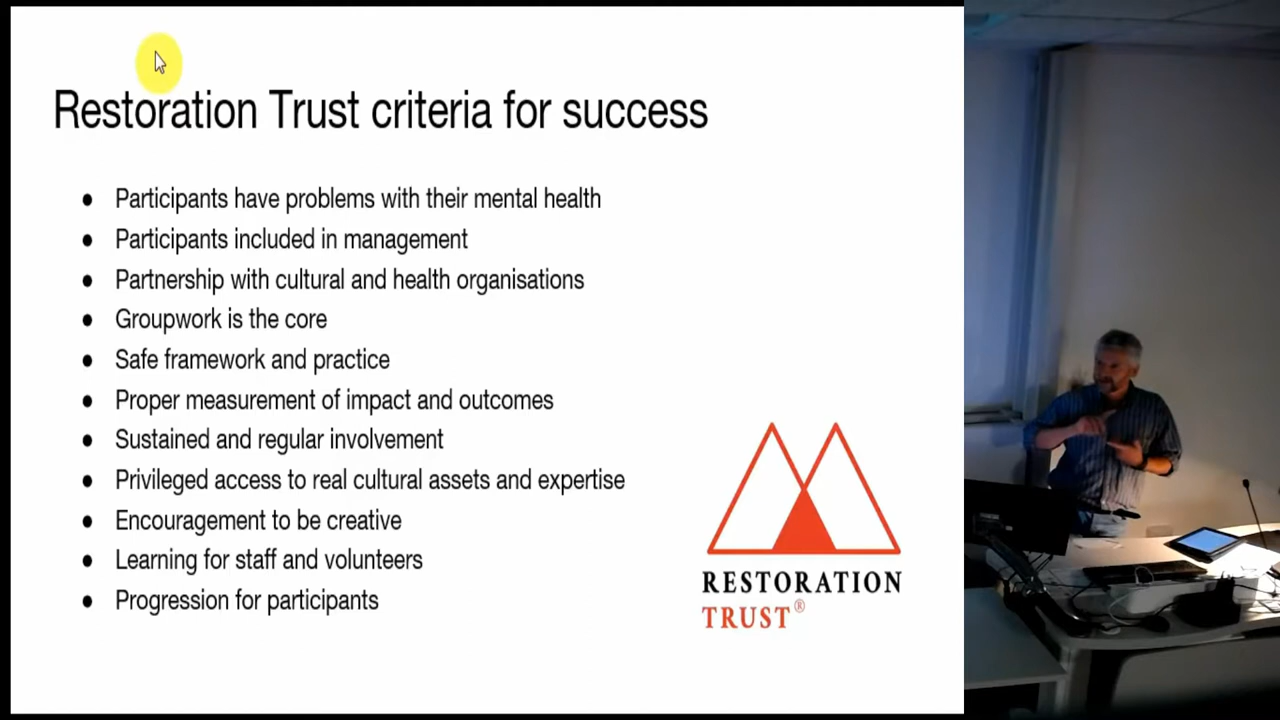 Restoration Trust criteria for success
● Participants have problems with their mental health
● Participants included in management
● Partnership with cultural and health organisations
● Groupwork is the core
● Safe framework and practice
● Proper measurement of impact and outcomes
● Sustained and regular involvement
● Privileged access to real cultural assets and expertise
● Encouragement to be creative
● Learning for staff and volunteers
● Progression for participants
RESTORATION
TRUST®